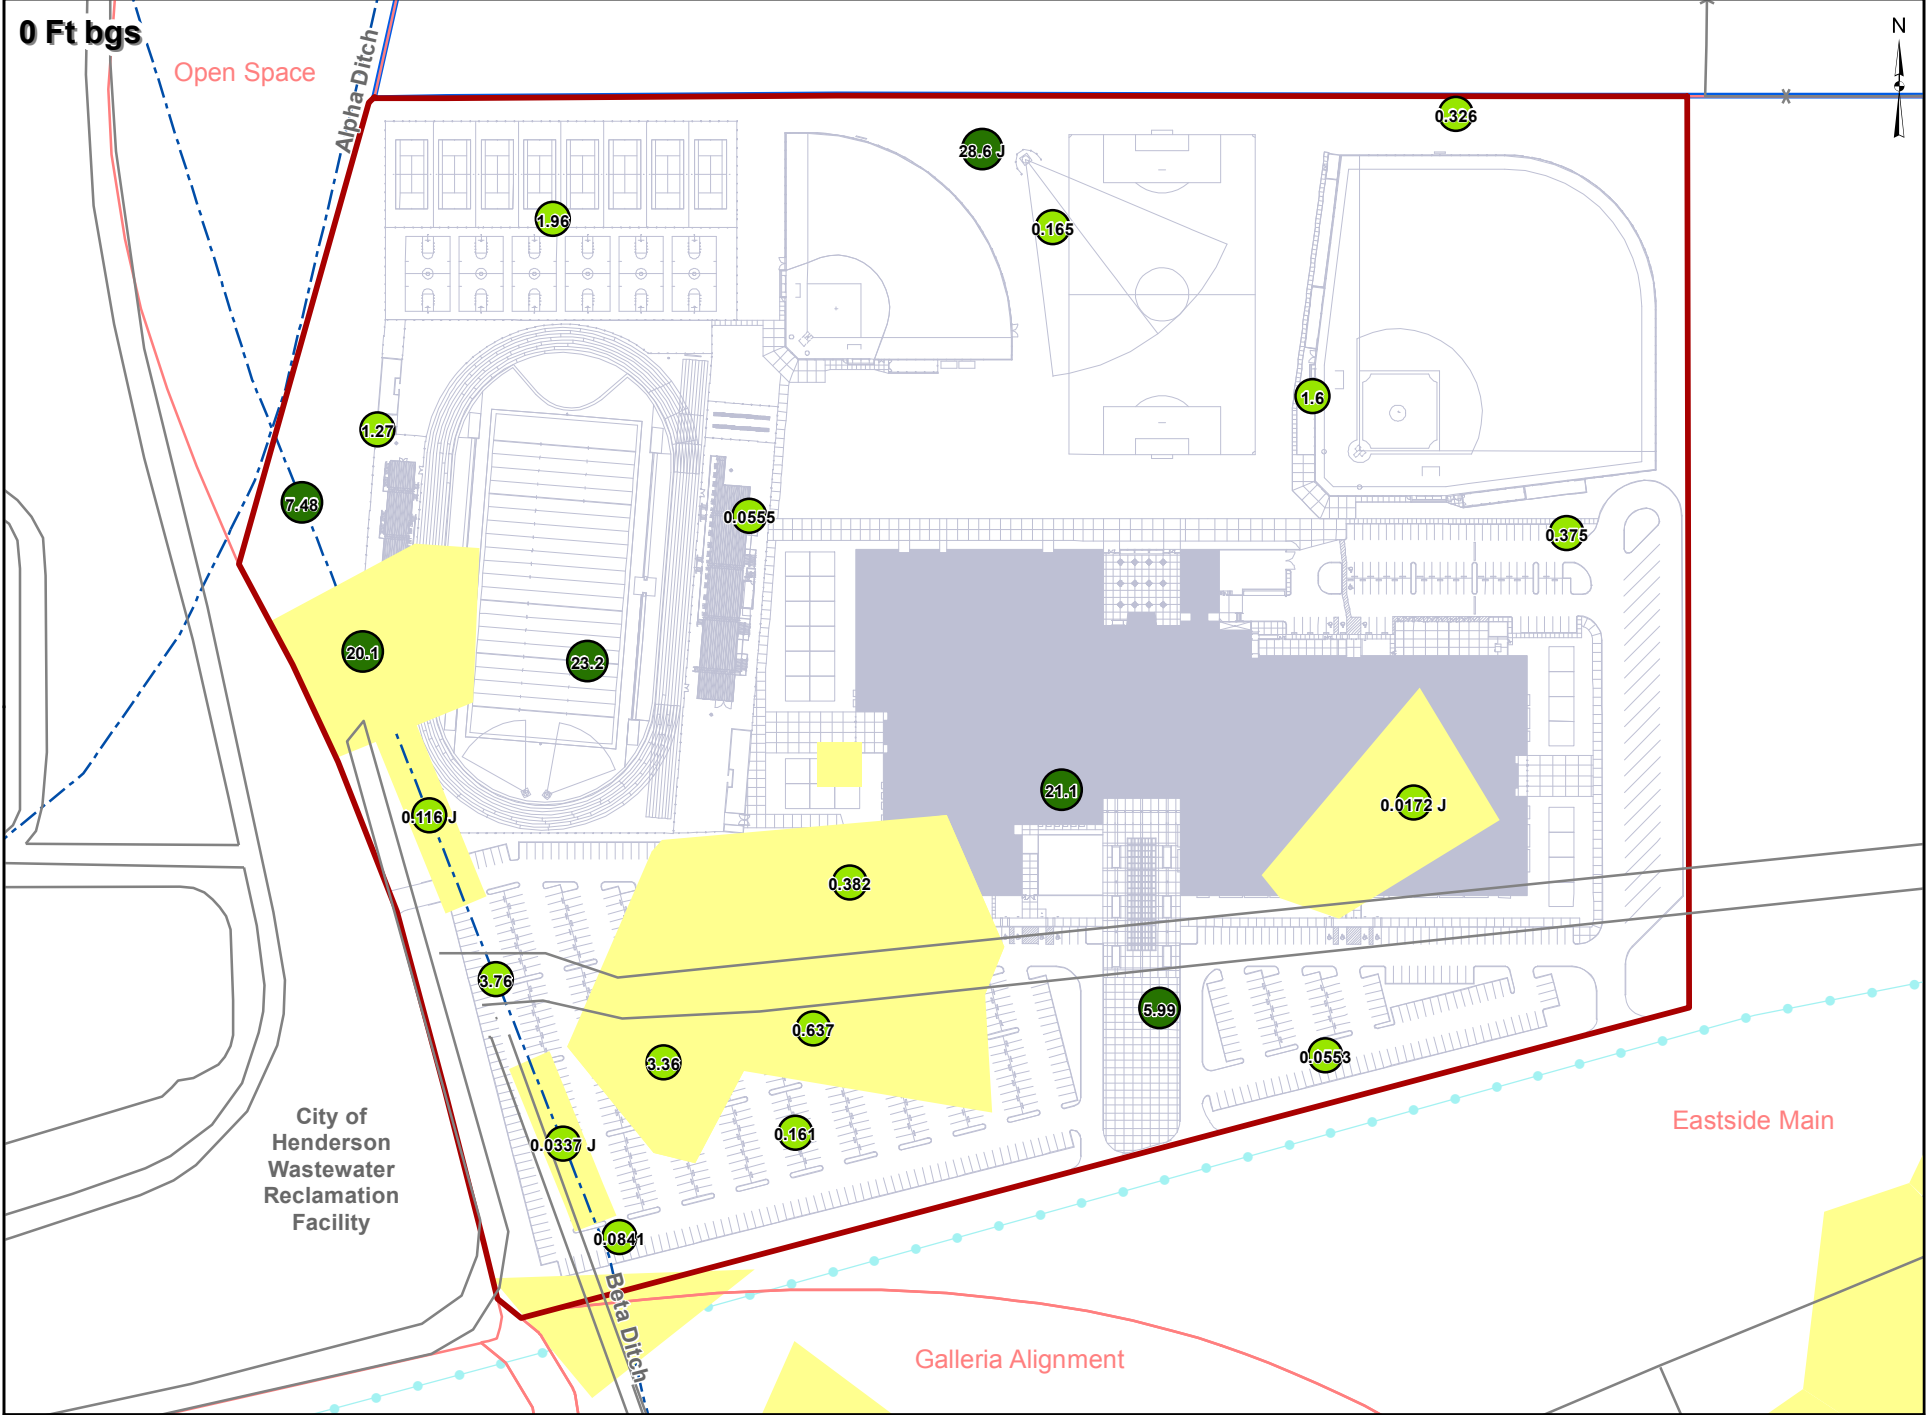 0 Ft bgs
N
Open Space
Alpha Ditch
0.326
28.6 J
1.96
0.165
1.6
1.27
7.48
0.0555
0.375
20.1
23.2
21.1
0.0172 J
0.116 J
0.382
3.76
5.99
0.637
3.36
0.0553
0.161
0.0337 J
0.0841
City of
Henderson
Wastewater
Reclamation
Facility
Eastside Main
Beta Ditch
Galleria Alignment